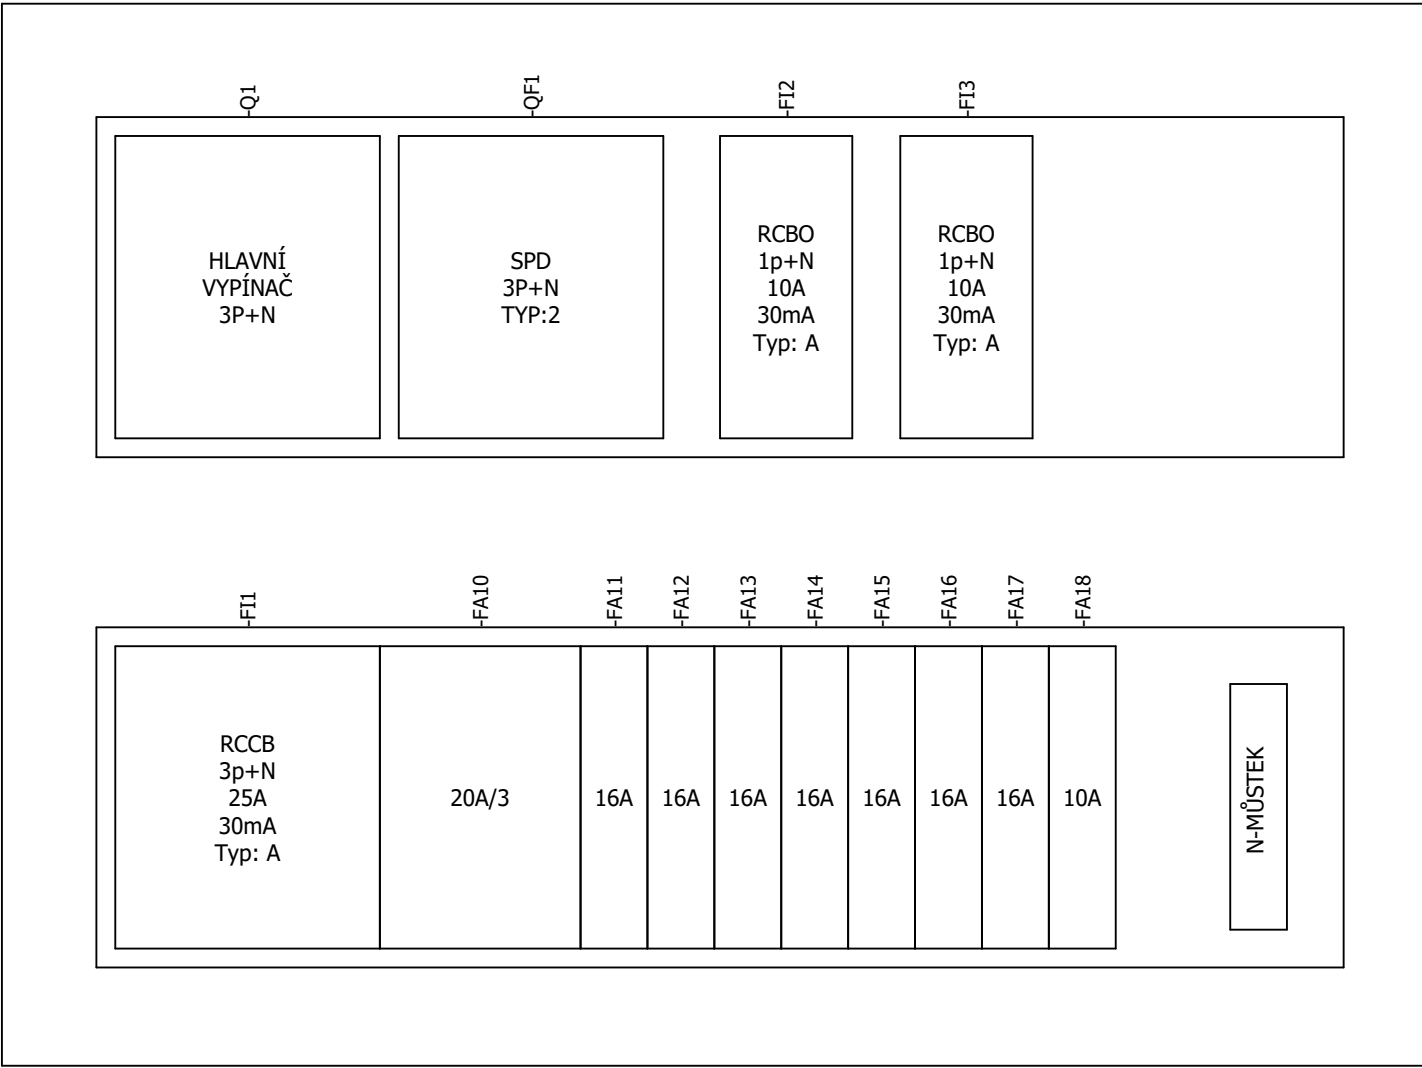 -Q1
-QF1
-FI2
-FI3
HLAVNÍ
VYPÍNAČ
3P+N
SPD
3P+N
TYP:2
RCBO
1p+N
10A
30mA
Typ: A
RCBO
1p+N
10A
30mA
Typ: A
-FI1
-FA10
-FA11
-FA12
-FA13
-FA14
-FA15
-FA16
-FA17
-FA18
RCCB
3p+N
25A
30mA
Typ: A
20A/3
16A
16A
16A
16A
16A
16A
16A
10A
N-MŮSTEK